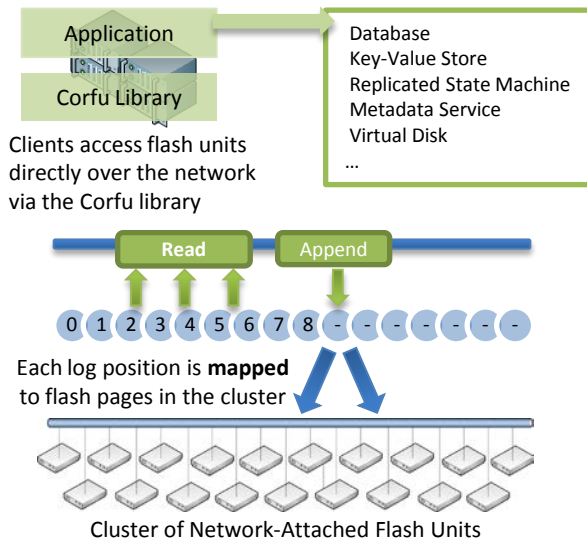 Application
Corfu Library
Database
Key-Value Store
Replicated State Machine
Metadata Service
Virtual Disk
...
Clients access flash units
directly over the network
via the Corfu library
Read
Append
0 1 2 3 4 5 6 7 8 - - - - - - -
Each log position is mapped
to flash pages in the cluster
Cluster of Network-Attached Flash Units